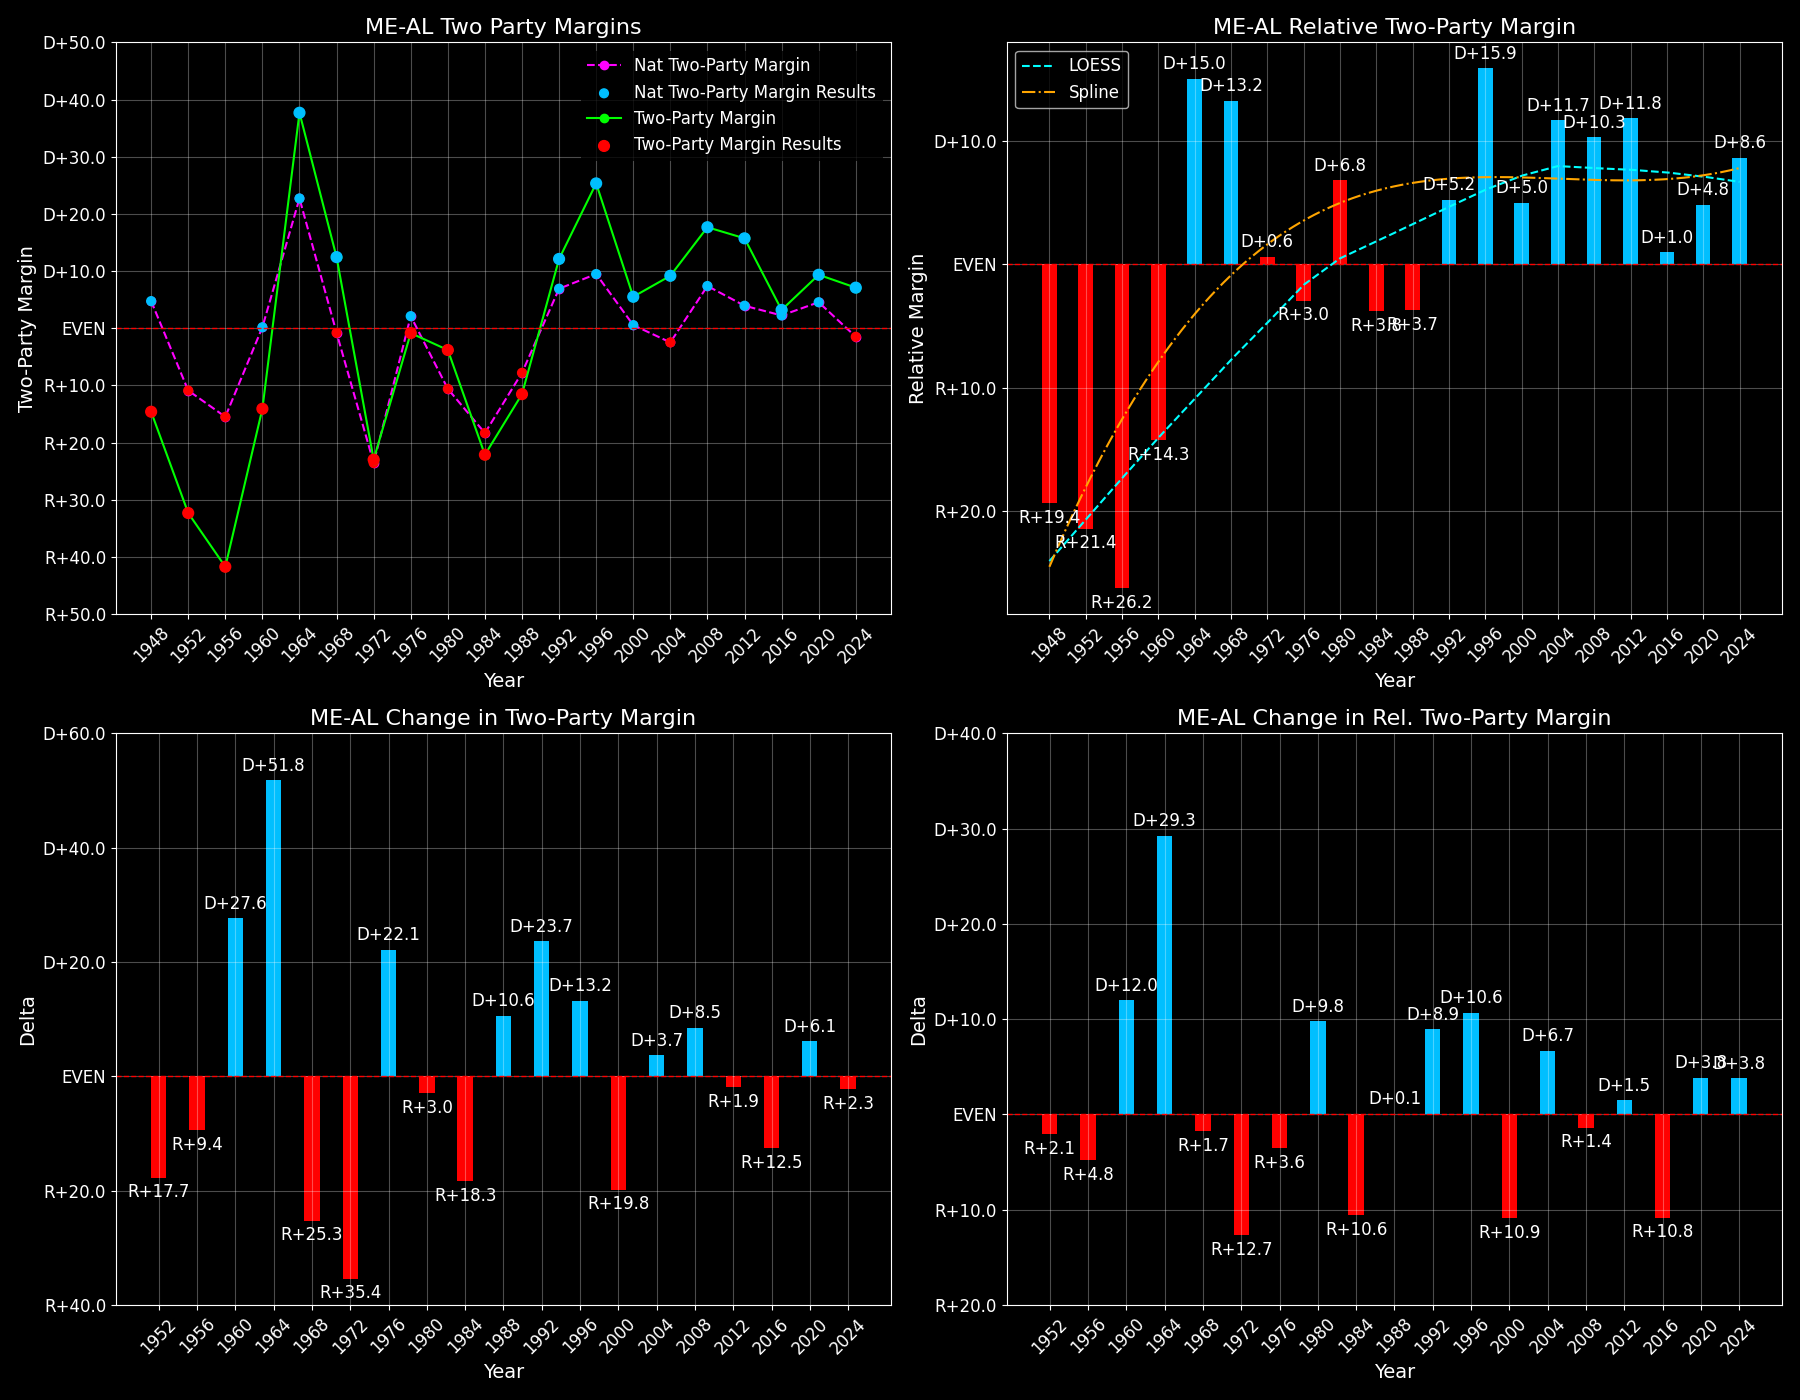 ME-AL Two Party Margins
D+50.0
D+40.0
D+30.0
D+20.0
D+10.0
EVEN
R+10.0
R+20.0
R+30.0
R+40.0
R+50.0
Two-Party Margin
Nat Two-Party Margin
Nat Two-Party Margin Results
Two-Party Margin
Two-Party Margin Results
1948 1952 1956 1960 1964 1968 1972 1976 1980 1984 1988 1992 1996 2000 2004 2008 2012 2016 2020 2024
Year
ME-AL Relative Two-Party Margin
LOESS
Spline
D+10.0
EVEN
R+10.0
R+20.0
Relative Margin
R+19.4
R+21.4
R+26.2
R+14.3
D+15.0
D+13.2
D+0.6
R+3.0
D+6.8
R+3.8
R+3.7
D+5.2
D+15.9
D+5.0
D+11.7
D+10.3
D+11.8
D+1.0
D+4.8
D+8.6
1948 1952 1956 1960 1964 1968 1972 1976 1980 1984 1988 1992 1996 2000 2004 2008 2012 2016 2020 2024
Year
ME-AL Change in Two-Party Margin
D+60.0
D+40.0
D+20.0
EVEN
R+20.0
R+40.0
Delta
R+17.7
R+9.4
D+27.6
D+51.8
R+25.3
R+35.4
D+22.1
R+3.0
R+18.3
D+10.6
D+23.7
D+13.2
R+19.8
D+3.7
D+8.5
R+1.9
R+12.5
D+6.1
R+2.3
1952 1956 1960 1964 1968 1972 1976 1980 1984 1988 1992 1996 2000 2004 2008 2012 2016 2020 2024
Year
ME-AL Change in Rel. Two-Party Margin
D+40.0
D+30.0
D+20.0
D+10.0
EVEN
R+10.0
R+20.0
Delta
R+2.1
R+4.8
D+12.0
D+29.3
R+1.7
R+12.7
R+3.6
D+9.8
R+10.6
D+0.1
D+8.9
D+10.6
R+10.9
D+6.7
R+1.4
D+1.5
R+10.8
D+3.8
D+3.8
1952 1956 1960 1964 1968 1972 1976 1980 1984 1988 1992 1996 2000 2004 2008 2012 2016 2020 2024
Year